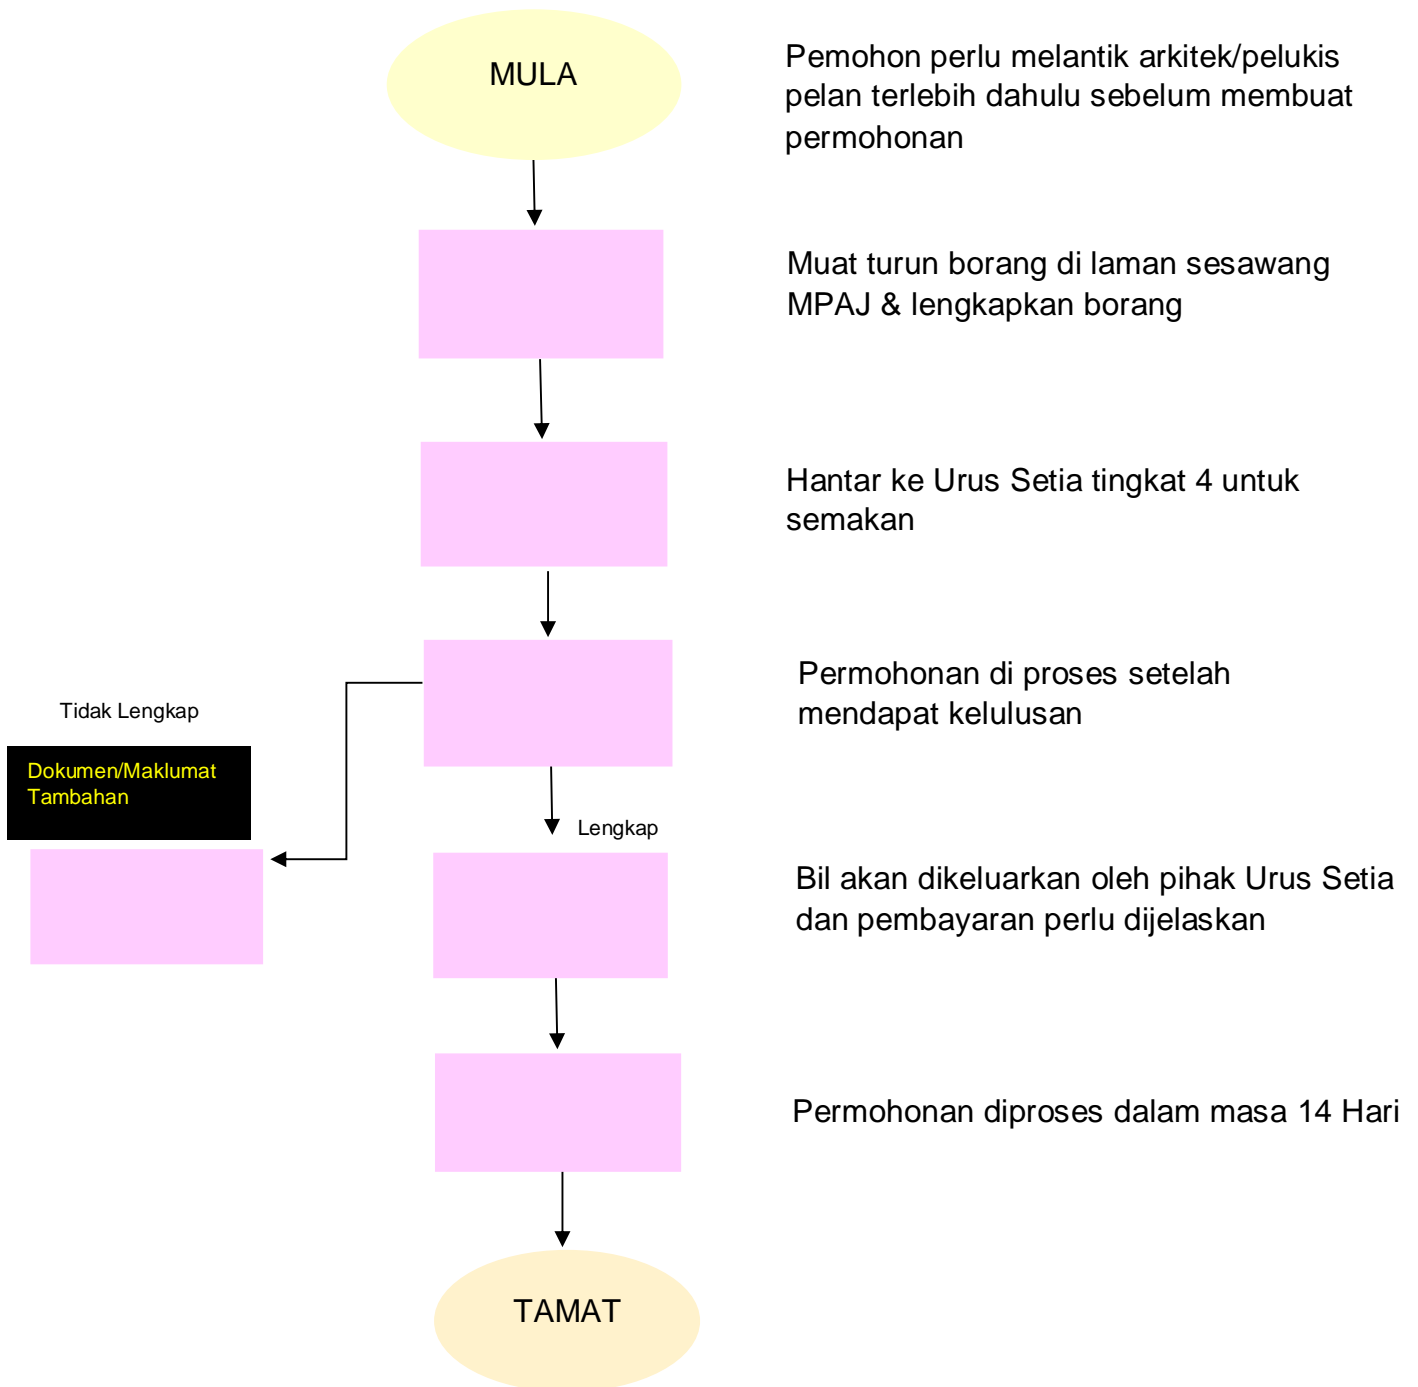 MULA
Pemohon perlu melantik arkitek/pelukis
pelan terlebih dahulu sebelum membuat
permohonan
Muat turun borang di laman sesawang
MPAJ & lengkapkan borang
Hantar ke Urus Setia tingkat 4 untuk
semakan
Permohonan di proses setelah
mendapat kelulusan
Tidak Lengkap
Dokumen/Maklumat
Tambahan
Lengkap
Bil akan dikeluarkan oleh pihak Urus Setia
dan pembayaran perlu dijelaskan
Permohonan diproses dalam masa 14 Hari
TAMAT